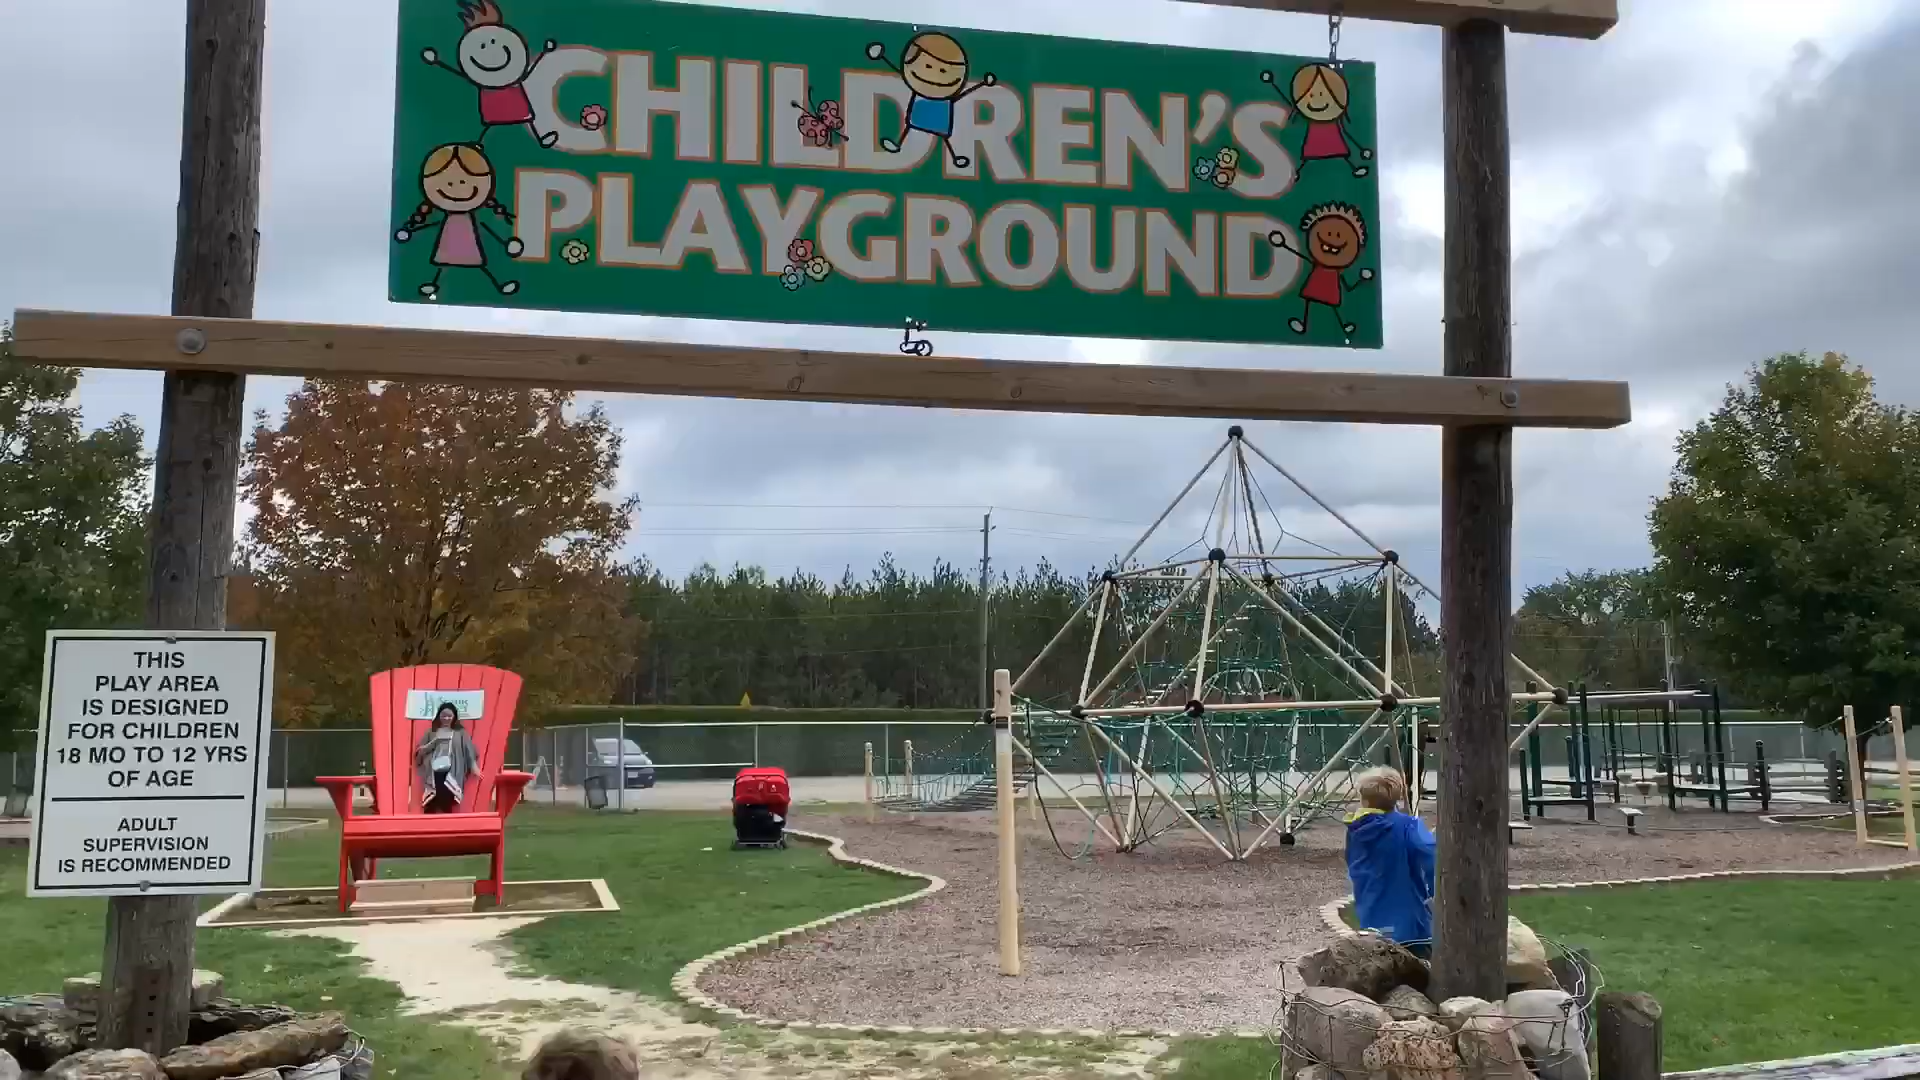 CHILDREN'S
PLAYGROUND
THIS
PLAY AREA
IS DESIGNED
FOR CHILDREN
18 MO TO 12 YRS
OF AGE
ADULT
SUPERVISION
IS RECOMMENDED